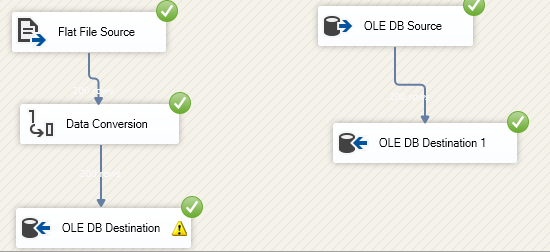 Flat File Source
OLE DB Source
Data Conversion
OLE DB Destination 1
OLE DB Destination